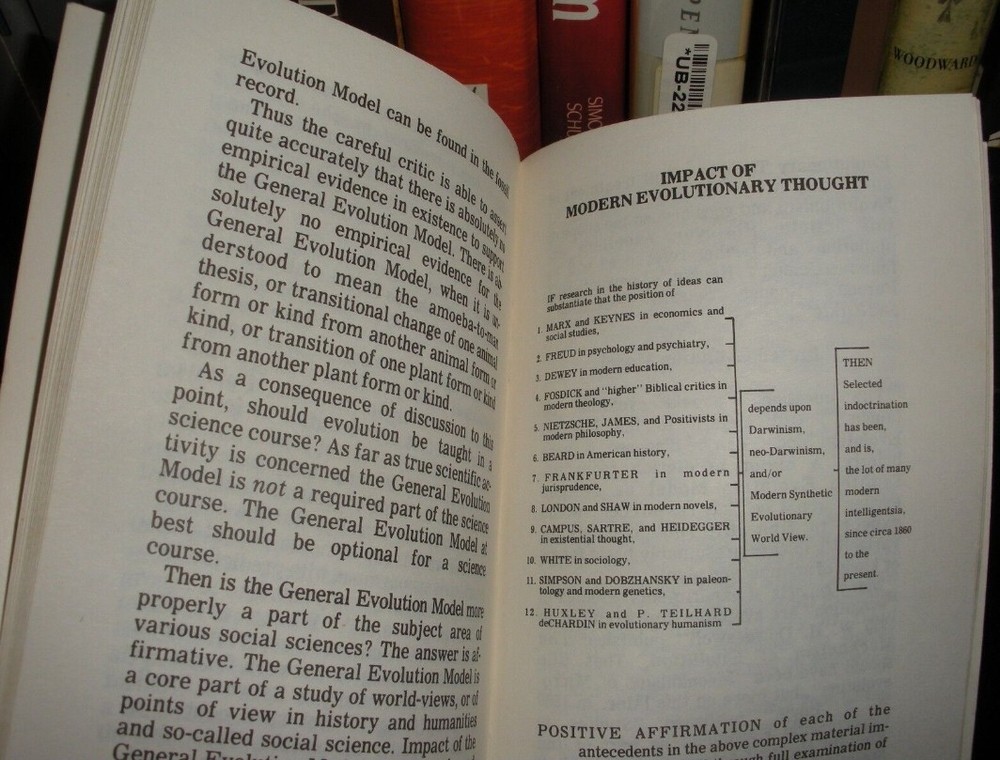 WOODWARD
*UB-22
SIMO
SCHU
Evolution Model can be found in the fossil
record.
Thus the careful critic is able to assert
quite accurately that there is absolutely no
empirical evidence in existence to support
the General Evolution Model. There is ab-
solutely no empirical evidence for the
General Evolution Model, when it is un-
derstood to mean the amoeba-to-man
thesis, or transitional change of one animal
form or kind from another animal form or
kind, or transition of one plant form or kind
from another plant form or kind.
As a consequence of discussion to this
point, should evolution be taught in a
science course? As far as true scientific ac-
tivity is concerned the General Evolution
Model is not a required part of the science
course. The General Evolution Model at
best should be optional for a science
course.
Then is the General Evolution Model more
properly a part of the subject area of
various social sciences? The answer is af-
firmative. The General Evolution Model is
a core part of a study of world-views, or of
points of view in history and humanities
and so-called social science. Impact of the
General
IMPACT OF
MODERN EVOLUTIONARY THOUGHT
IF research in the history of ideas can
substantiate that the position of
1. MARX and KEYNES in economics and
social studies,
2. FREUD in psychology and psychiatry,
3. DEWEY in modern education,
4. FOSDICK and "higher" Biblical critics in
modern theology,
5. NIETZSCHE, JAMES, and Positivists in
modern philosophy,
6. BEARD in American history,
7. FRANKFURTER in modern
jurisprudence,
8. LONDON and SHAW in modern novels,
9. CAMPUS, SARTRE, and HEIDEGGER
in existential thought,
10. WHITE in sociology,
11. SIMPSON and DOBZHANSKY in paleon-
tology and modern genetics,
12. HUXLEY and P. TEILHARD
deCHARDIN in evolutionary humanism
depends upon
Darwinism,
neo-Darwinism,
and/or
Modern Synthetic
Evolutionary
World View.
THEN
Selected
indoctrination
has been,
and is,
the lot of many
modern
intelligentsia,
since circa 1860
to the
present.
POSITIVE AFFIRMATION of each of the
antecedents in the above complex material im-
through full examination of